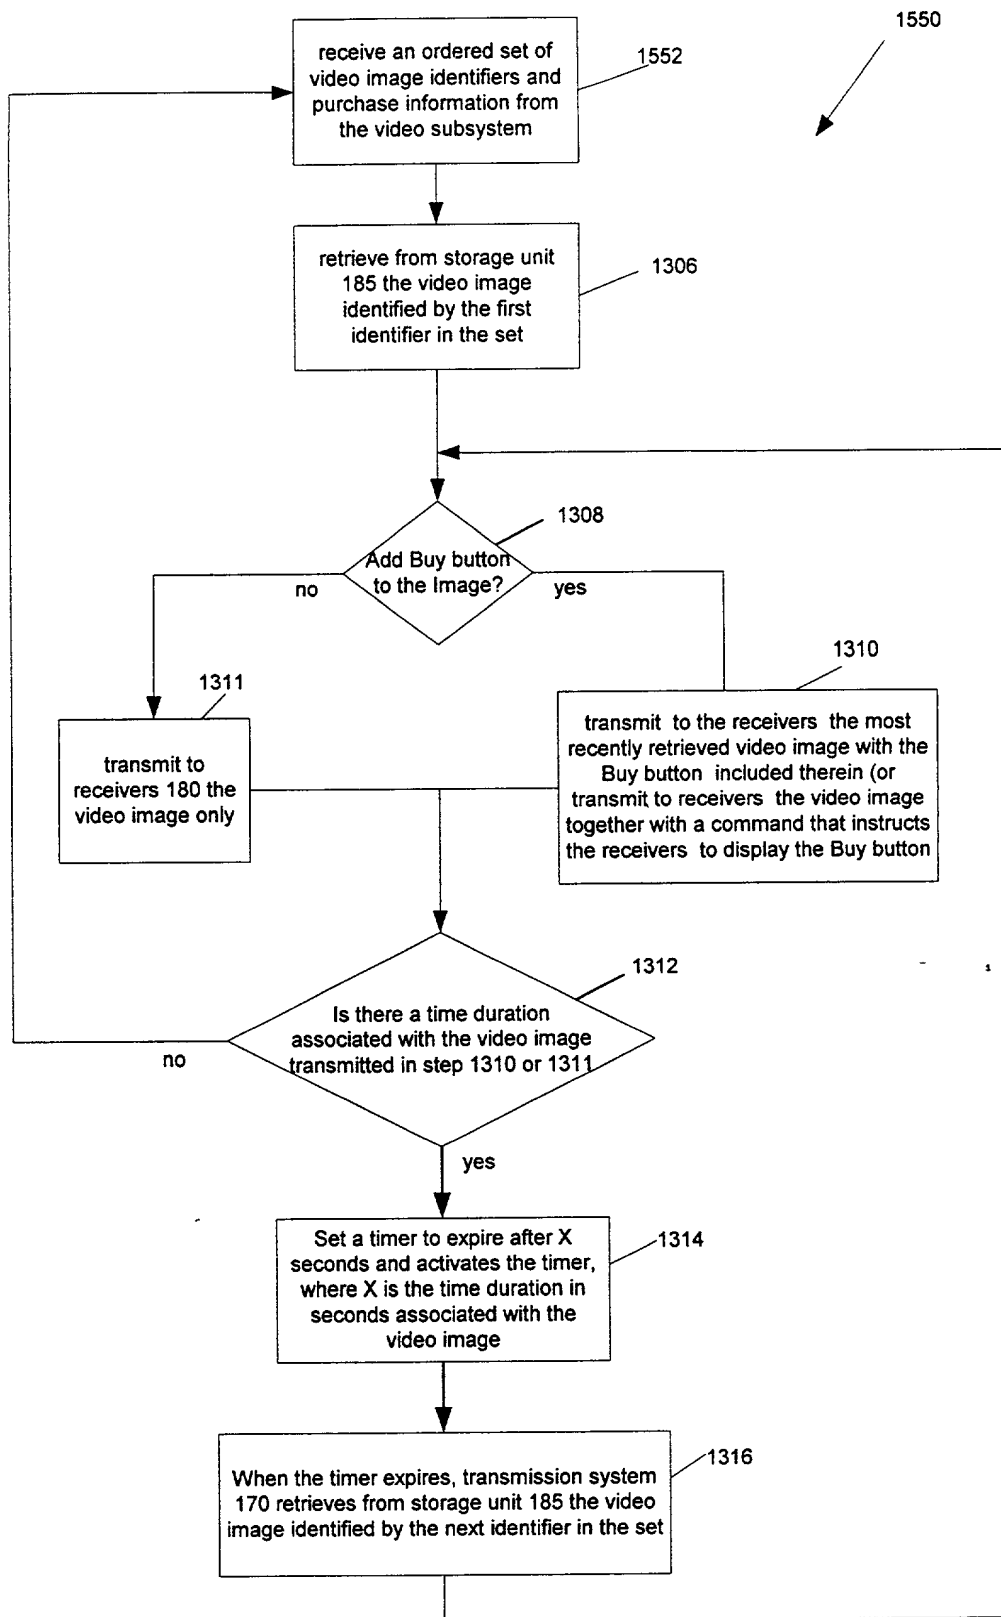 1550
receive an ordered set of
video image identifiers and
purchase information from
the video subsystem
1552
retrieve from storage unit
185 the video image
identified by the first
identifier in the set
1306
1308
Add Buy button
to the Image?
no
yes
1311
transmit to
receivers 180 the
video image only
1310
transmit to the receivers the most
recently retrieved video image with the
Buy button included therein (or
transmit to receivers the video image
together with a command that instructs
the receivers to display the Buy button
1312
Is there a time duration
associated with the video image
transmitted in step 1310 or 1311
no
yes
Set a timer to expire after X
seconds and activates the timer,
where X is the time duration in
seconds associated with the
video image
1314
When the timer expires, transmission system
170 retrieves from storage unit 185 the video
image identified by the next identifier in the set
1316